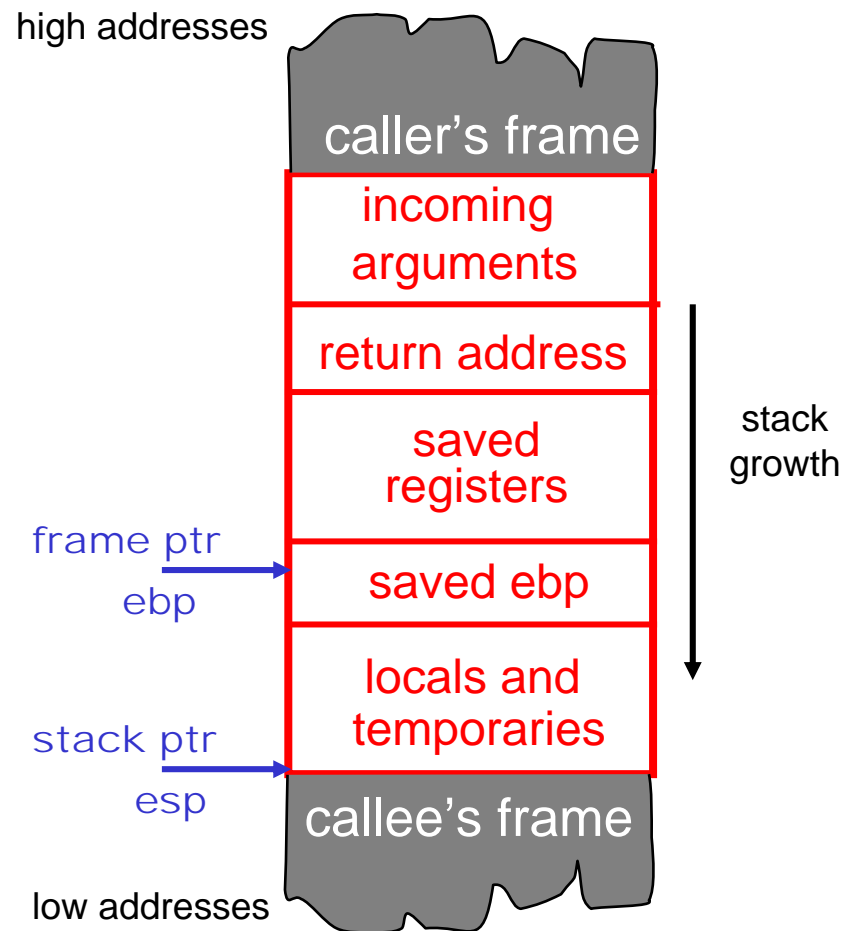 high addresses
caller's frame
incoming
arguments
return address
stack
growth
saved
registers
frame ptr
ebp
saved ebp
locals and
temporaries
stack ptr
esp
callee's frame
low addresses